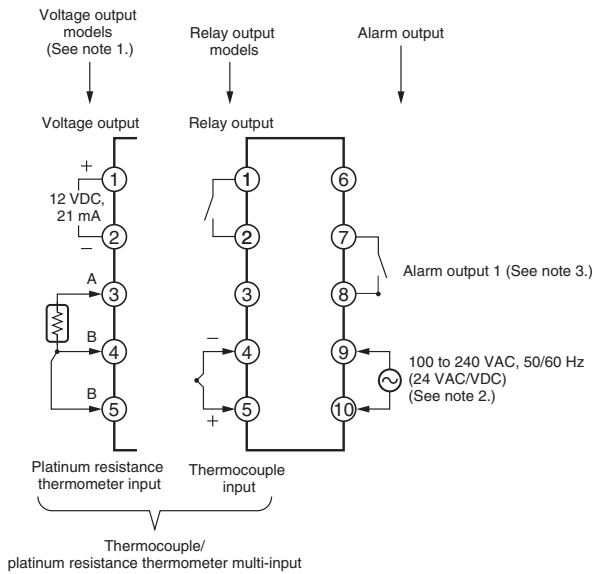 Voltage output
models
(See note 1.)
Relay output
models
Alarm output
Voltage output
Relay output
+
1
12 VDC,
21 mA
2
−
A
3
B
4
B
5
1
2
3
−
4
5
+
6
7
Alarm output 1 (See note 3.)
8
9
100 to 240 VAC, 50/60 Hz
(24 VAC/VDC)
(See note 2.)
10
Platinum resistance
thermometer input
Thermocouple
input
Thermocouple/
platinum resistance thermometer multi-input